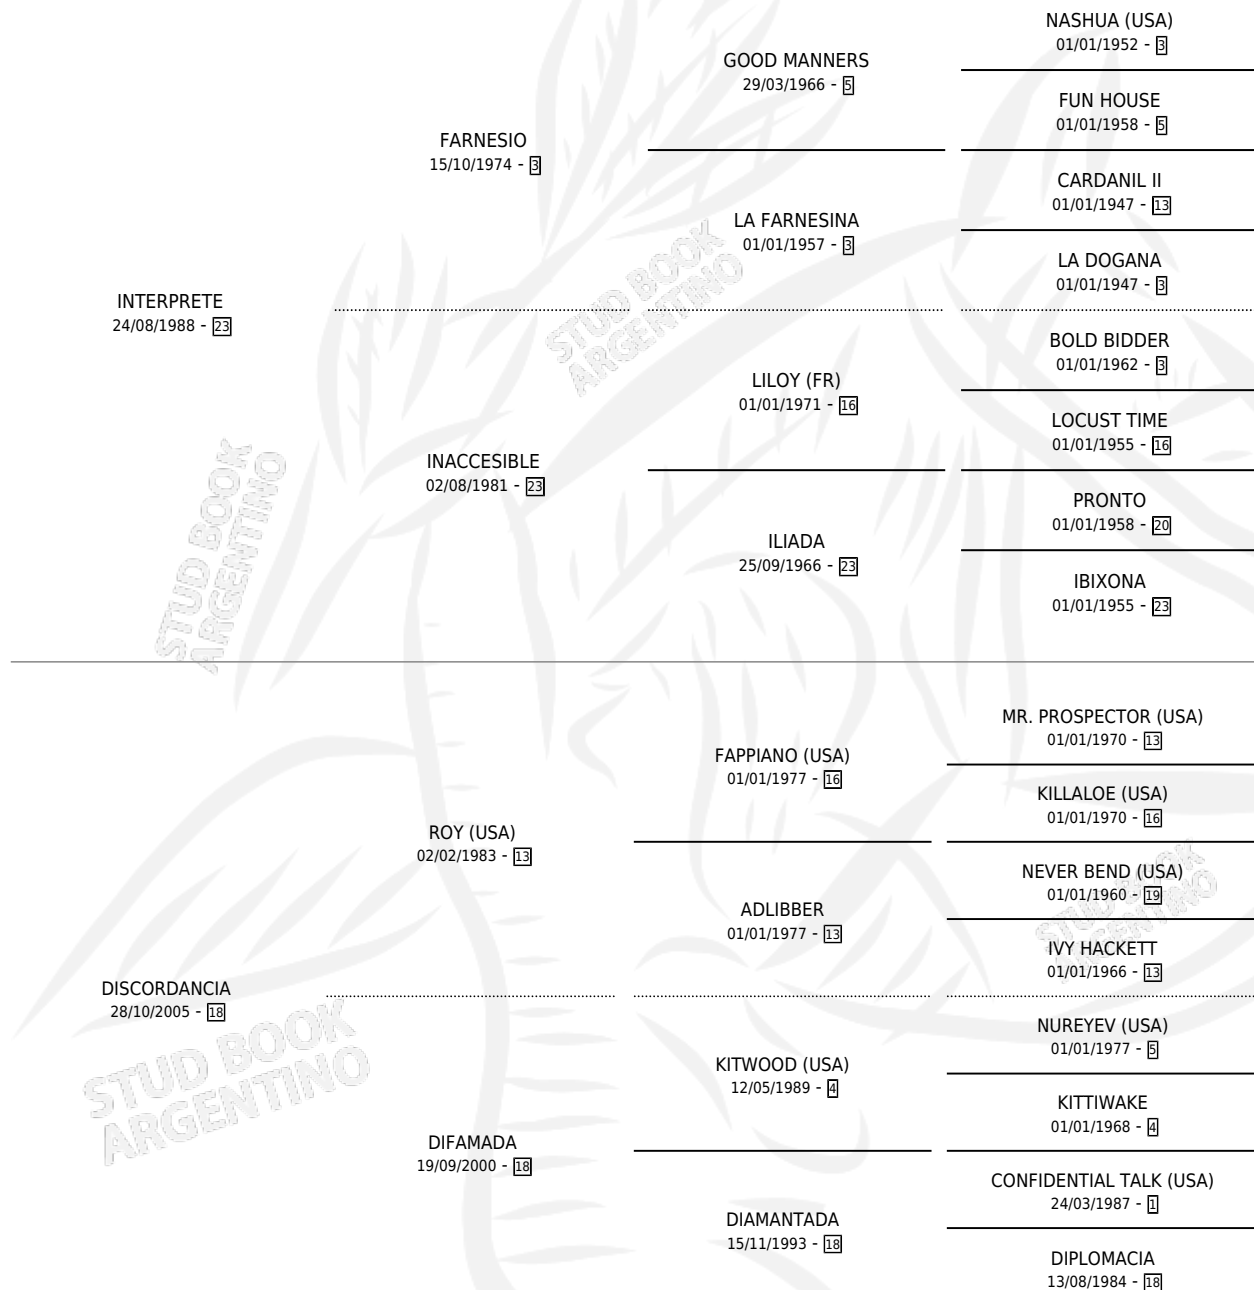 NASHUA (USA)
01/01/1952 - 3
GOOD MANNERS
29/03/1966 - 5
FUN HOUSE
01/01/1958 - 5
FARNESIO
15/10/1974 - 3
CARDANIL II
01/01/1947 - 13
LA FARNESINA
01/01/1957 - 3
LA DOGANA
01/01/1947 - 3
INTERPRETE
24/08/1988 - 23
BOLD BIDDER
01/01/1962 - 3
LILOY (FR)
01/01/1971 - 16
LOCUST TIME
01/01/1955 - 16
INACCESIBLE
02/08/1981 - 23
PRONTO
01/01/1958 - 20
ILIADA
25/09/1966 - 23
IBIXONA
01/01/1955 - 23
MR. PROSPECTOR (USA)
01/01/1970 - 13
FAPPIANO (USA)
01/01/1977 - 16
KILLALOE (USA)
01/01/1970 - 16
ROY (USA)
02/02/1983 - 13
NEVER BEND (USA)
01/01/1960 - 19
ADLIBBER
01/01/1977 - 13
IVY HACKETT
01/01/1966 - 13
DISCORDANCIA
28/10/2005 - 18
NUREYEV (USA)
01/01/1977 - 5
KITWOOD (USA)
12/05/1989 - 4
KITTIWAKE
01/01/1968 - 4
DIFAMADA
19/09/2000 - 18
CONFIDENTIAL TALK (USA)
24/03/1987 - 1
DIAMANTADA
15/11/1993 - 18
DIPLOMACIA
13/08/1984 - 18
STUD BOOK
ARGENTINO
STUD BOOK
ARGENTINO
STUD BOOK
ARGENTINO
STUD BOOK
ARGENTINO